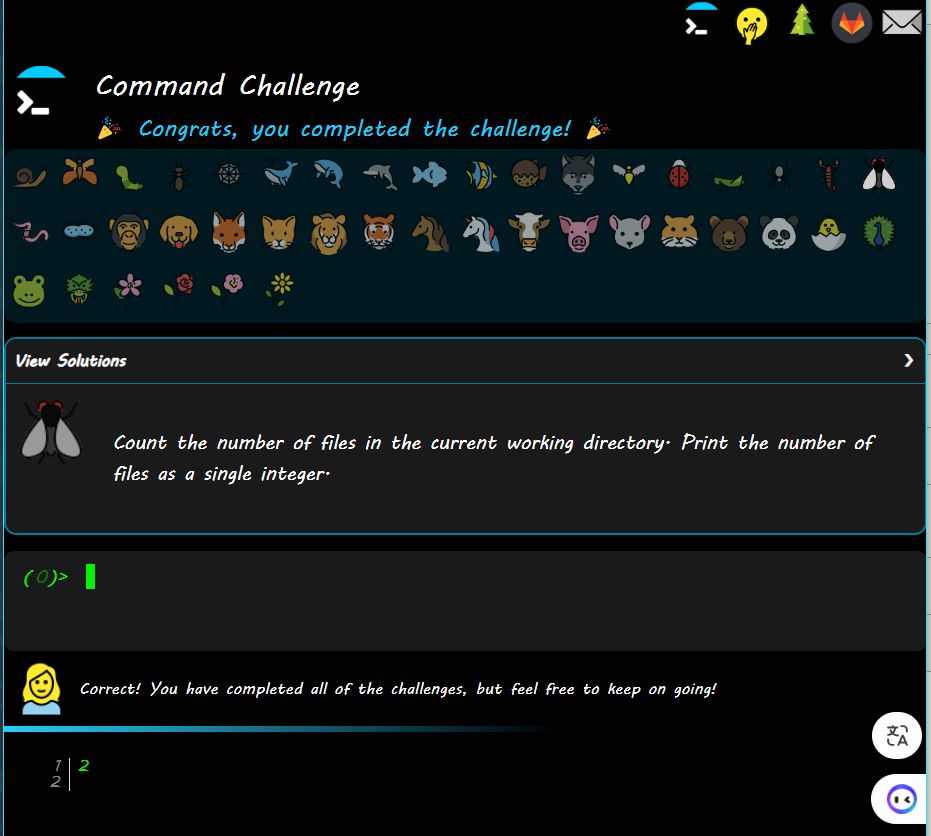 Command Challenge
Congrats, you completed the challenge!
View Solutions
Count the number of files in the current working directory. Print the number of
files as a single integer.
(0)>
Correct! You have completed all of the challenges, but feel free to keep on going!
1 2
2
文A